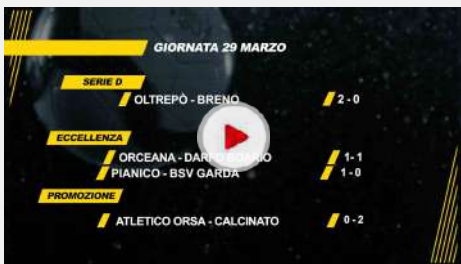 GIORNATA 29 MARZO
SERIE D
OLTREPÒ - BRENO 2 - 0
ECCELLENZA
ORCEANA - DARFO BOARIO 1 - 1
PIANICO - BSV GARDA 1 - 0
PROMOZIONE
ATLETICO ORSA - CALCINATO 0 - 2